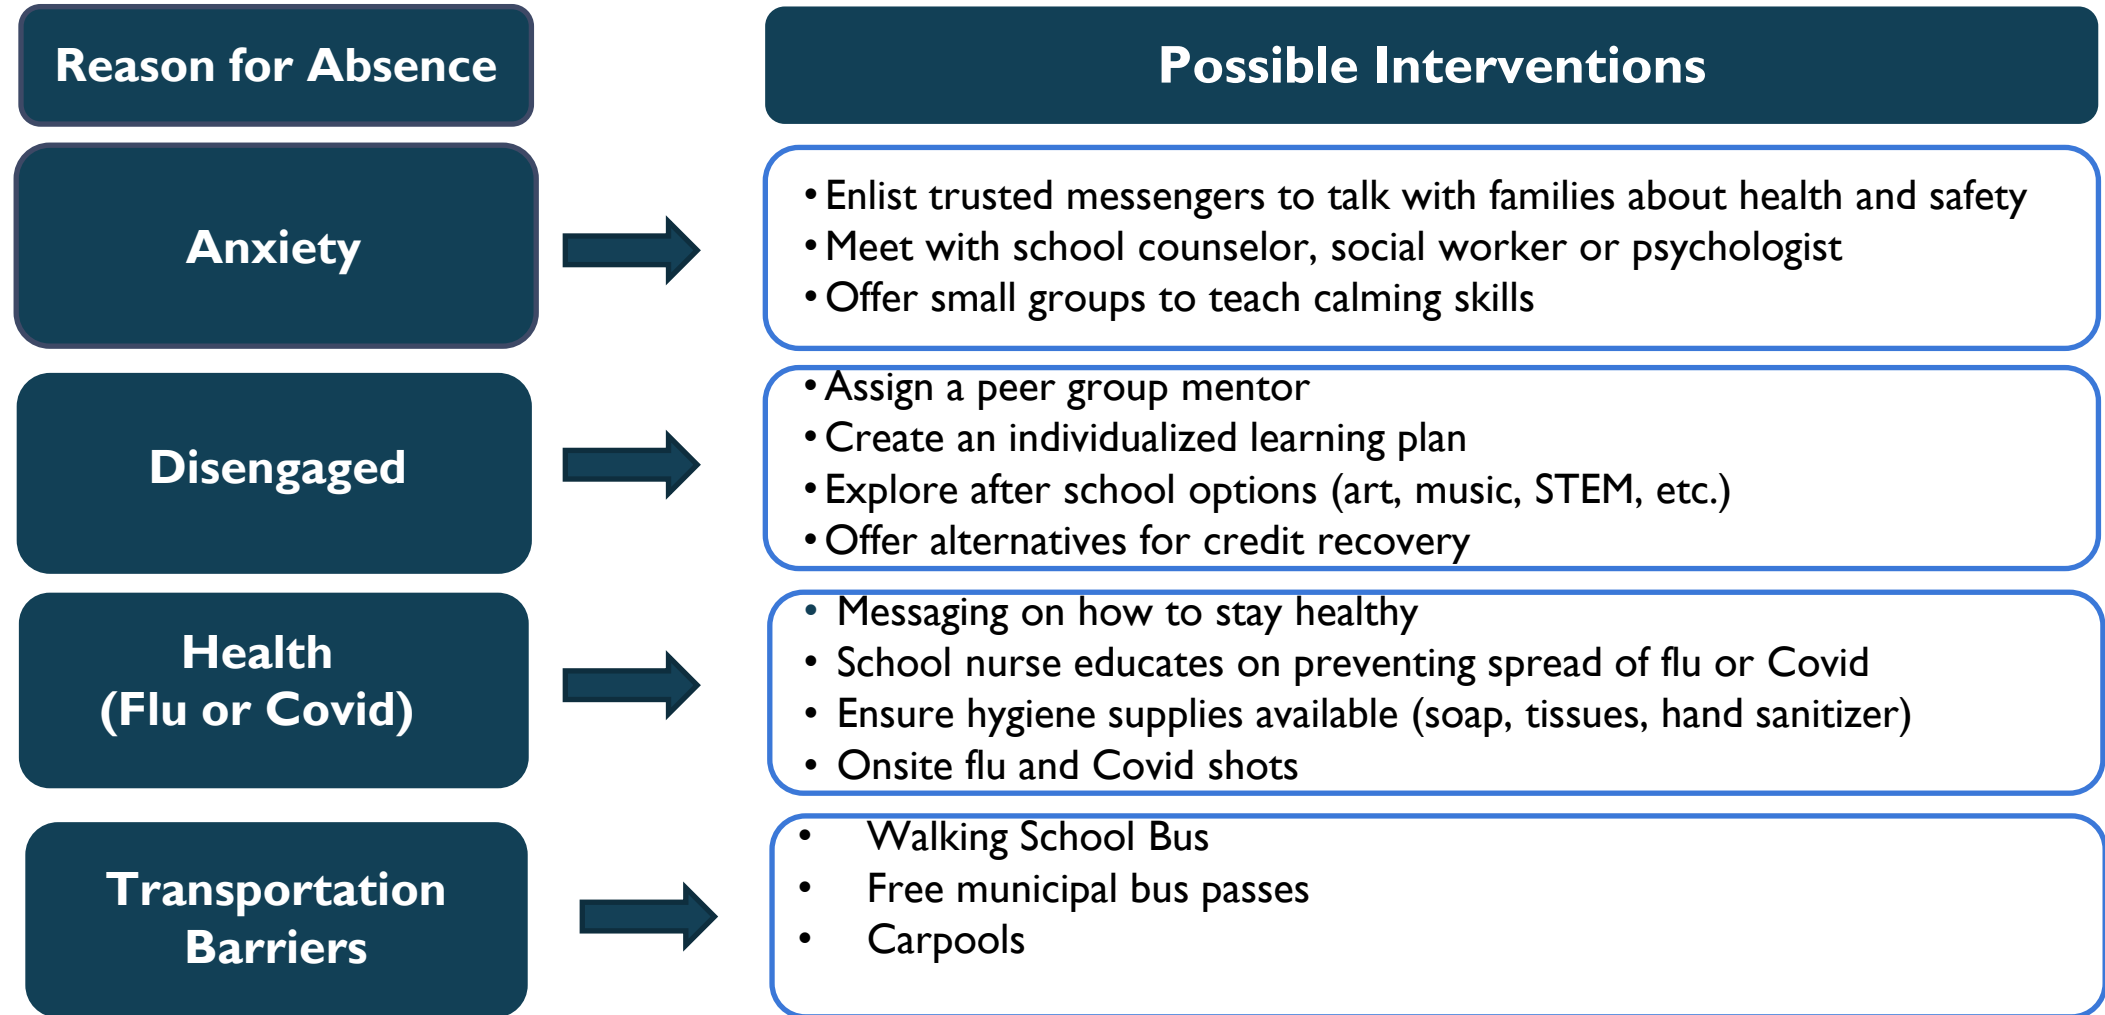 Reason for Absence
Possible Interventions
Anxiety
• Enlist trusted messengers to talk with families about health and safety
• Meet with school counselor, social worker or psychologist
• Offer small groups to teach calming skills
Disengaged
• Assign a peer group mentor
• Create an individualized learning plan
• Explore after school options (art, music, STEM, etc.)
• Offer alternatives for credit recovery
Health
(Flu or Covid)
• Messaging on how to stay healthy
• School nurse educates on preventing spread of flu or Covid
• Ensure hygiene supplies available (soap, tissues, hand sanitizer)
• Onsite flu and Covid shots
Transportation
Barriers
• Walking School Bus
• Free municipal bus passes
• Carpools